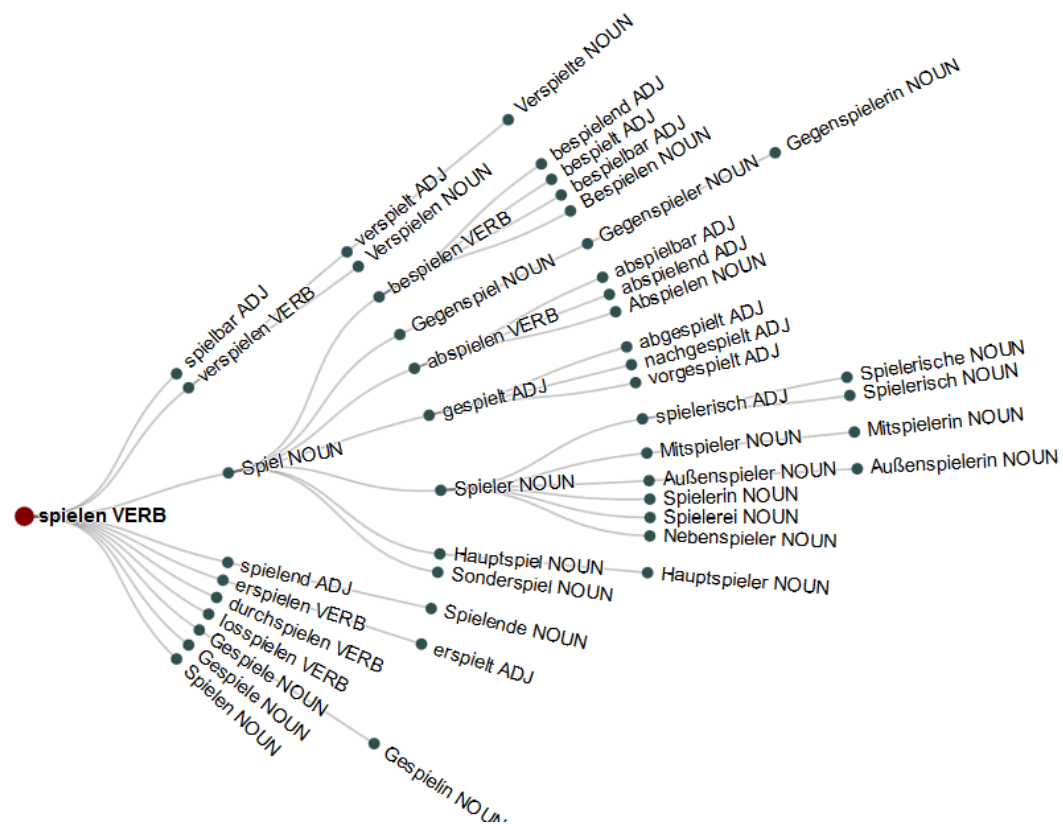 Verspielte NOUN
verspielt ADJ
Verspielen NOUN
spielbar ADJ
verspielen VERB
bespielend ADJ
bespielt ADJ
bespielbar ADJ
Bespielen NOUN
bespielen VERB
Gegenspielerin NOUN
Gegenspieler NOUN
Gegenspiel NOUN
abspielbar ADJ
abspielend ADJ
Abspielen NOUN
abspielen VERB
abgespielt ADJ
nachgespielt ADJ
vorgespielt ADJ
gespielt ADJ
Spielerische NOUN
Spielerisch NOUN
spielerisch ADJ
Mitspieler NOUN
Mitspielerin NOUN
Spiel NOUN
Außenspieler NOUN
Außenspielerin NOUN
Spieler NOUN
Spielerin NOUN
Spielerei NOUN
Nebenspieler NOUN
spielen VERB
Hauptspiel NOUN
Hauptspieler NOUN
Sonderspiel NOUN
spielend ADJ
Spielende NOUN
erspielen VERB
erspielt ADJ
durchspielen VERB
losspielen VERB
Gespiele NOUN
Gespiele NOUN
Spielen NOUN
Gespielin NOUN